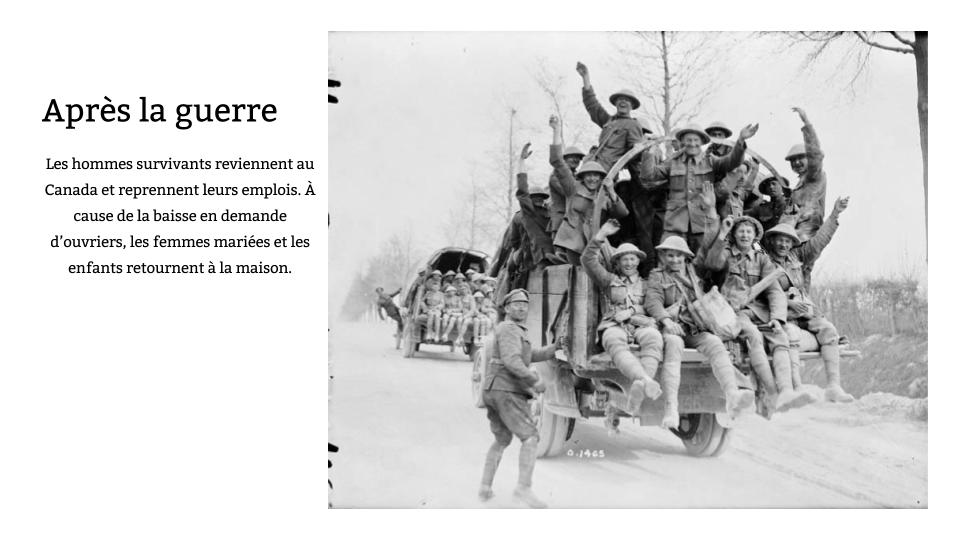 Après la guerre
Les hommes survivants reviennent au
Canada et reprennent leurs emplois. À
cause de la baisse en demande
d'ouvriers, les femmes mariées et les
enfants retournent à la maison.
O.1465